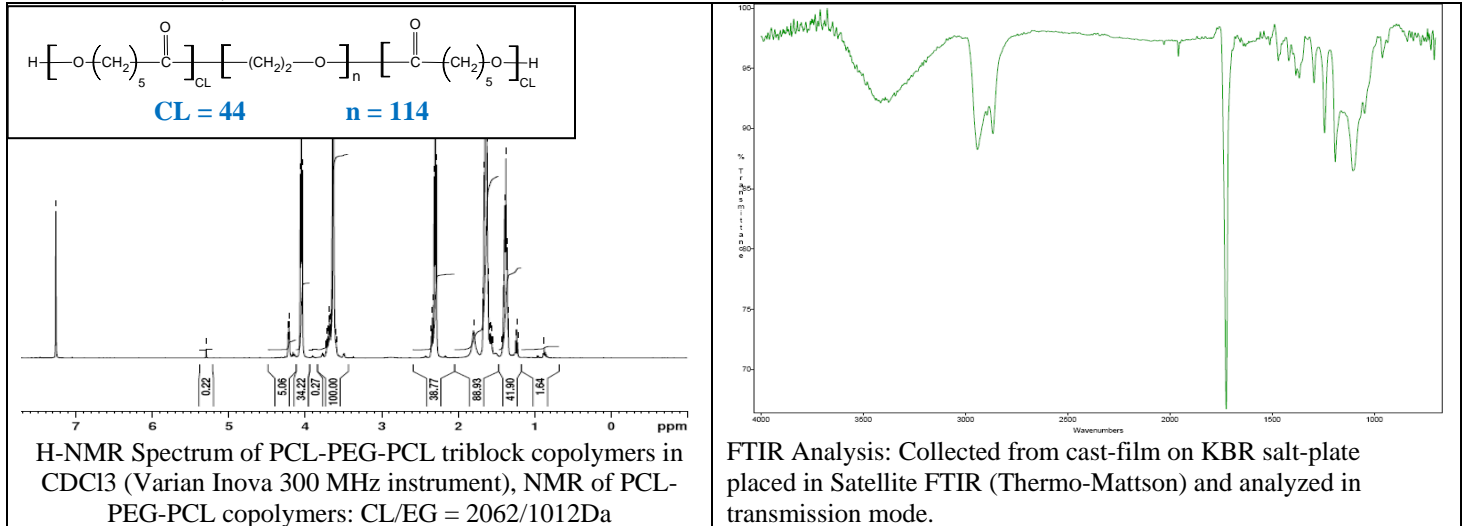 O
O
H
O
(CH2)5
C
CL
(CH2)2
O
n
C
(CH2)5
O
H
CL
CL = 44
n = 114
0.22
5.06
34.22
0.27
100.00
38.77
88.93
41.90
1.64
7
6
5
4
3
2
1
0
ppm
H-NMR Spectrum of PCL-PEG-PCL triblock copolymers in
CDCl3 (Varian Inova 300 MHz instrument), NMR of PCL-
PEG-PCL copolymers: CL/EG = 2062/1012Da
100
95
90
85
80
75
70
% Transmittance
4000
3500
3000
2500
2000
1500
1000
Wavenumbers
FTIR Analysis: Collected from cast-film on KBR salt-plate
placed in Satellite FTIR (Thermo-Mattson) and analyzed in
transmission mode.